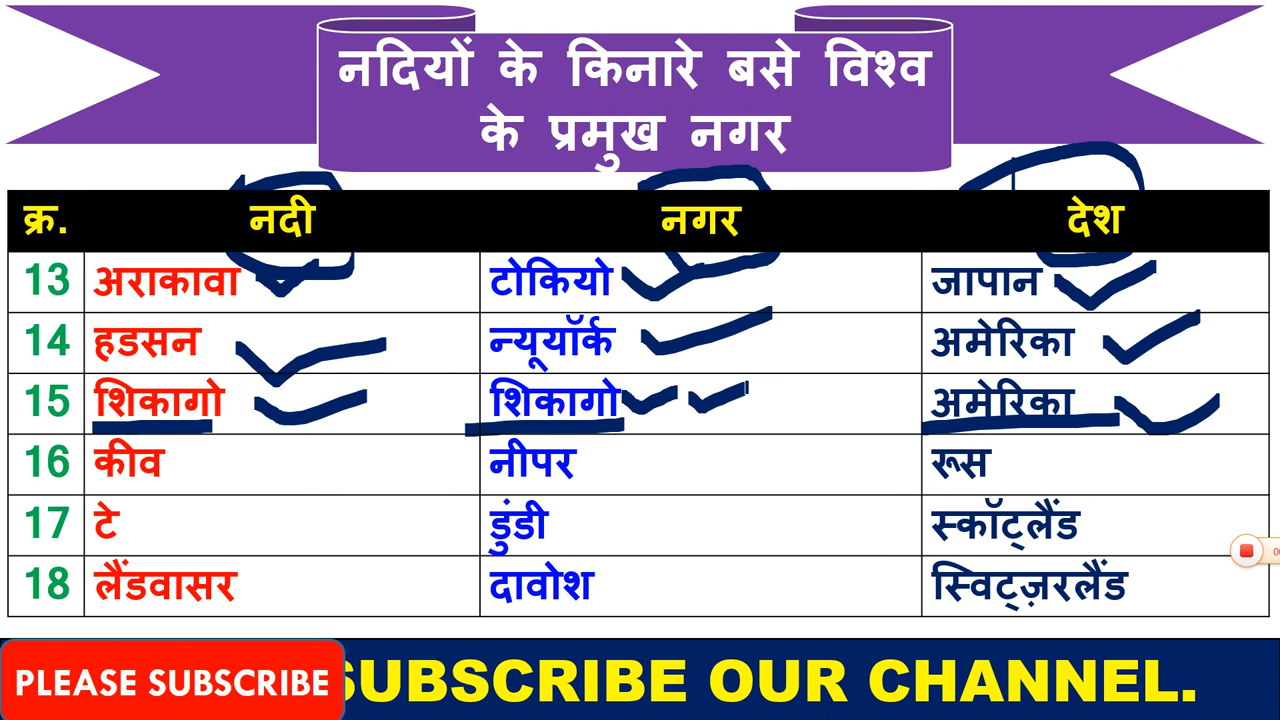 नदियों के किनारे बसे विश्व
के प्रमुख नगर
क्र. नदी नगर देश
13 अराकावा टोकियो जापान
14 हडसन न्यूयॉर्क अमेरिका
15 शिकागो शिकागो अमेरिका
16 कीव नीपर रूस
17 टे डुंडी स्कॉट्लैंड
18 लैंडवासर दावोश स्विट्ज़रलैंड
PLEASE SUBSCRIBE SUBSCRIBE OUR CHANNEL.